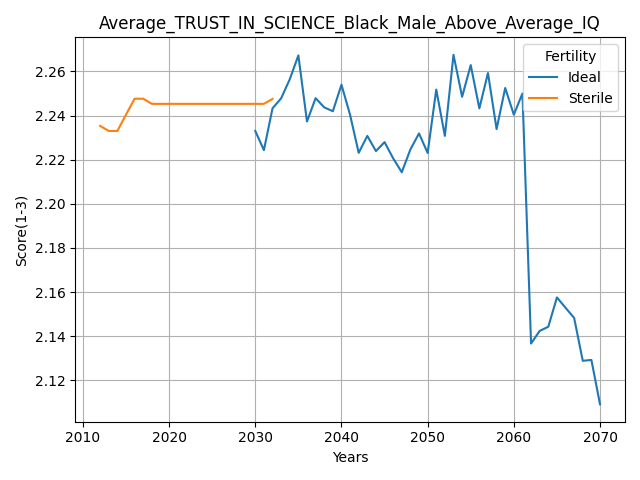 Average_TRUST_IN_SCIENCE_Black_Male_Above_Average_IQ
Fertility
Ideal
Sterile
Score(1-3)
2.26
2.24
2.22
2.20
2.18
2.16
2.14
2.12
2010 2020 2030 2040 2050 2060 2070
Years